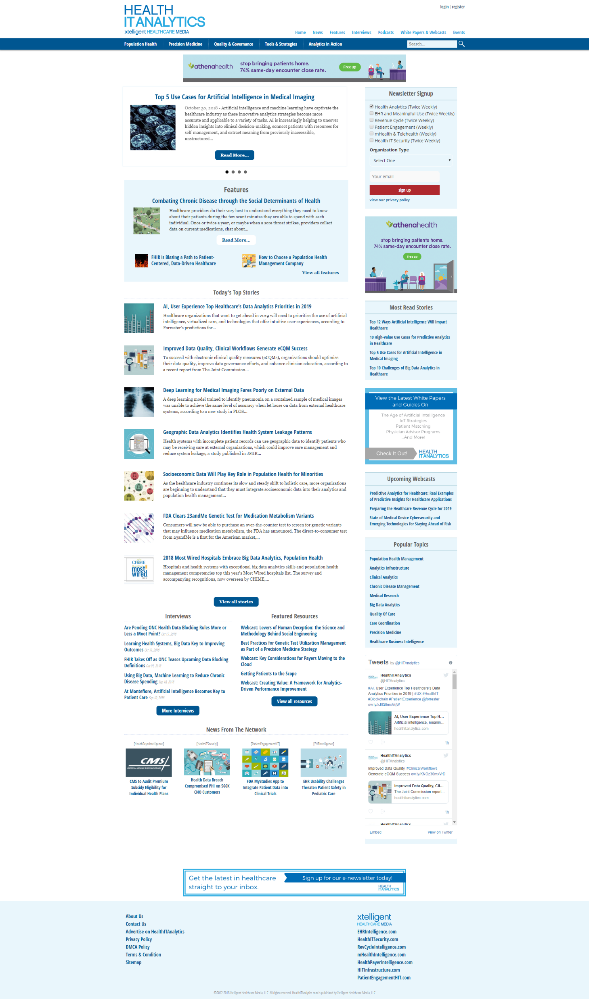 HEALTH
IT ANALYTICS
xtelligent HEALTHCARE MEDIA
login | register
Home News Features Interviews Podcasts White Papers & Webcasts Events
Population Health Precision Medicine Quality & Governance Tools & Strategies Analytics in Action
Search...
athenahealth
stop bringing patients home.
74% same-day encounter close rate.
Free up
Top 5 Use Cases for Artificial Intelligence in Medical Imaging
October 30, 2018 - Artificial intelligence and machine learning have captivate the
healthcare industry as these innovative analytics strategies become more
accurate and applicable to a variety of tasks. AI is increasingly helping to uncover
hidden insights into clinical decision-making, connect patients with resources for
self-management, and extract meaning from previously inaccessible,
unstructured...
Read More...
Features
Combating Chronic Disease through the Social Determinants of Health
Healthcare providers do their very best to understand everything they need to know
about their patients during the few scant minutes they are able to spend with each
individual. Once or twice a year, or maybe when a sore throat strikes, providers collect
data on current medications, chat about...
Read More...
FHIR is Blazing a Path to Patient-
Centered, Data-Driven Healthcare
How to Choose a Population Health
Management Company
View all features
Today's Top Stories
AI, User Experience Top Healthcare's Data Analytics Priorities in 2019
Healthcare organizations that want to get ahead in 2019 will need to prioritize the use of artificial
intelligence, virtualized care, and technologies that offer intuitive user experiences, according to
Forrester's predictions for...
Improved Data Quality, Clinical Workflows Generate eCQM Success
To succeed with electronic clinical quality measures (eCQMs), organizations should optimize
their data quality, improve data governance efforts, and enhance clinician education, according to
a recent report from The Joint Commission...
Deep Learning for Medical Imaging Fares Poorly on External Data
A deep learning model trained to identify pneumonia on a contained sample of medical images
was unable to achieve the same level of accuracy when let loose on data from external healthcare
systems, according to a new study in PLOS...
Geographic Data Analytics Identifies Health System Leakage Patterns
Health systems with incomplete patient records can use geographic data to identify patients who
may be receiving care at external organizations, which could improve care management and
reduce system leakage, a study published in JMIR...
Socioeconomic Data Will Play Key Role in Population Health for Minorities
As the healthcare industry continues its slow and steady shift to holistic care, more organizations
are beginning to understand that they must integrate socioeconomic data into their analytics and
population health management...
FDA Clears 23andMe Genetic Test for Medication Metabolism Variants
Consumers will now be able to purchase an over-the-counter test to screen for genetic variants
that may influence medication metabolism, the FDA has announced. The direct-to-consumer test
from 23andMe is a first for the American market,...
CHiME
most
wired
2018
2018 Most Wired Hospitals Embrace Big Data Analytics, Population Health
Hospitals and health systems with exceptional big data analytics skills and population health
management competencies top this year's Most Wired hospitals list. The survey and
accompanying recognitions, now overseen by CHIME,...
View all stories
Interviews
Are Pending ONC Health Data Blocking Rules More or
Less a Moot Point? Oct 15, 2018
Learning Health Systems, Big Data Key to Improving
Outcomes Oct 10, 2018
FHIR Takes Off as ONC Teases Upcoming Data Blocking
Definitions Oct 01, 2018
Using Big Data, Machine Learning to Reduce Chronic
Disease Spending Sep 18, 2018
At Montefiore, Artificial Intelligence Becomes Key to
Patient Care Sep 10, 2018
More Interviews
Featured Resources
Webcast: Levers of Human Deception: the Science and
Methodology Behind Social Engineering
Best Practices for Genetic Test Utilization Management
as Part of a Precision Medicine Strategy
Webcast: Key Considerations for Payers Moving to the
Cloud
Getting Patients to the Scope
Webcast: Creating Value: A Framework for Analytics-
Driven Performance Improvement
View all resources
News From The Network
[HealthPayerIntelligence]
CMS
CENTERS for MEDICARE & MEDICAID SERVICES
CMS to Audit Premium
Subsidy Eligibility for
Individual Health Plans
[HealthITSecurity]
Health Data Breach
Compromised PHI on 566K
CNO Customers
[PatientEngagementHIT]
FDA MyStudies App to
Integrate Patient Data into
Clinical Trials
[EHRIntelligence]
EHR Usability Challenges
Threaten Patient Safety in
Pediatric Care
Newsletter Signup
Health Analytics (Twice Weekly)
EHR and Meaningful Use (Twice Weekly)
Revenue Cycle (Twice Weekly)
Patient Engagement (Weekly)
mHealth & Telehealth (Weekly)
Health IT Security (Twice Weekly)
Organization Type
Select One
Your email
sign up
view our privacy policy
athenahealth
stop bringing patients home.
74% same-day encounter close rate.
Free up
Most Read Stories
Top 12 Ways Artificial Intelligence Will Impact
Healthcare
10 High-Value Use Cases for Predictive Analytics
in Healthcare
Top 5 Use Cases for Artificial Intelligence in
Medical Imaging
Top 10 Challenges of Big Data Analytics in
Healthcare
View the Latest White Papers
and Guides On
The Age of Artificial Intelligence
IoT Strategies
Patient Matching
Physician Advisor Programs
...And More!
Check It Out!
HEALTH
IT ANALYTICS
Upcoming Webcasts
Predictive Analytics for Healthcare: Real Examples
of Predictive Insights for Healthcare Applications
Preparing the Healthcare Revenue Cycle for 2019
State of Medical Device Cybersecurity and
Emerging Technologies for Staying Ahead of Risk
Popular Topics
Population Health Management
Analytics Infrastructure
Clinical Analytics
Chronic Disease Management
Medical Research
Big Data Analytics
Quality Of Care
Care Coordination
Precision Medicine
Healthcare Business Intelligence
Tweets by @HITAnalytics
HealthITAnalytics
@HITAnalytics
#AI, User Experience Top Healthcare's Data
Analytics Priorities in 2019 | #UX #HealthIT
#Blockchain #PatientExperience @forrester
ow.ly/xJII30mxVqW
AI, User Experience Top H...
Artificial intelligence, meanin...
healthitanalytics.com
1h
HealthITAnalytics
@HITAnalytics
Improved Data Quality, #ClinicalWorkflows
Generate eCQM Success ow.ly/KNOz30mxVrD
Improved Data Quality, Cli...
The Joint Commission report...
healthitanalytics.com
1h
HealthITAnalytics
Embed View on Twitter
Get the latest in healthcare
straight to your inbox.
Sign up for our e-newsletter today!
HEALTH
IT ANALYTICS
About Us
Contact Us
Advertise on HealthITAnalytics
Privacy Policy
DMCA Policy
Terms & Condition
Sitemap
xtelligent
HEALTHCARE MEDIA
EHRIntelligence.com
HealthITSecurity.com
RevCycleIntelligence.com
mHealthIntelligence.com
HealthPayerIntelligence.com
HITInfrastructure.com
PatientEngagementHIT.com
©2012-2018 Xtelligent Healthcare Media, LLC. All rights reserved. HealthITAnalytics.com is published by Xtelligent Healthcare Media, LLC